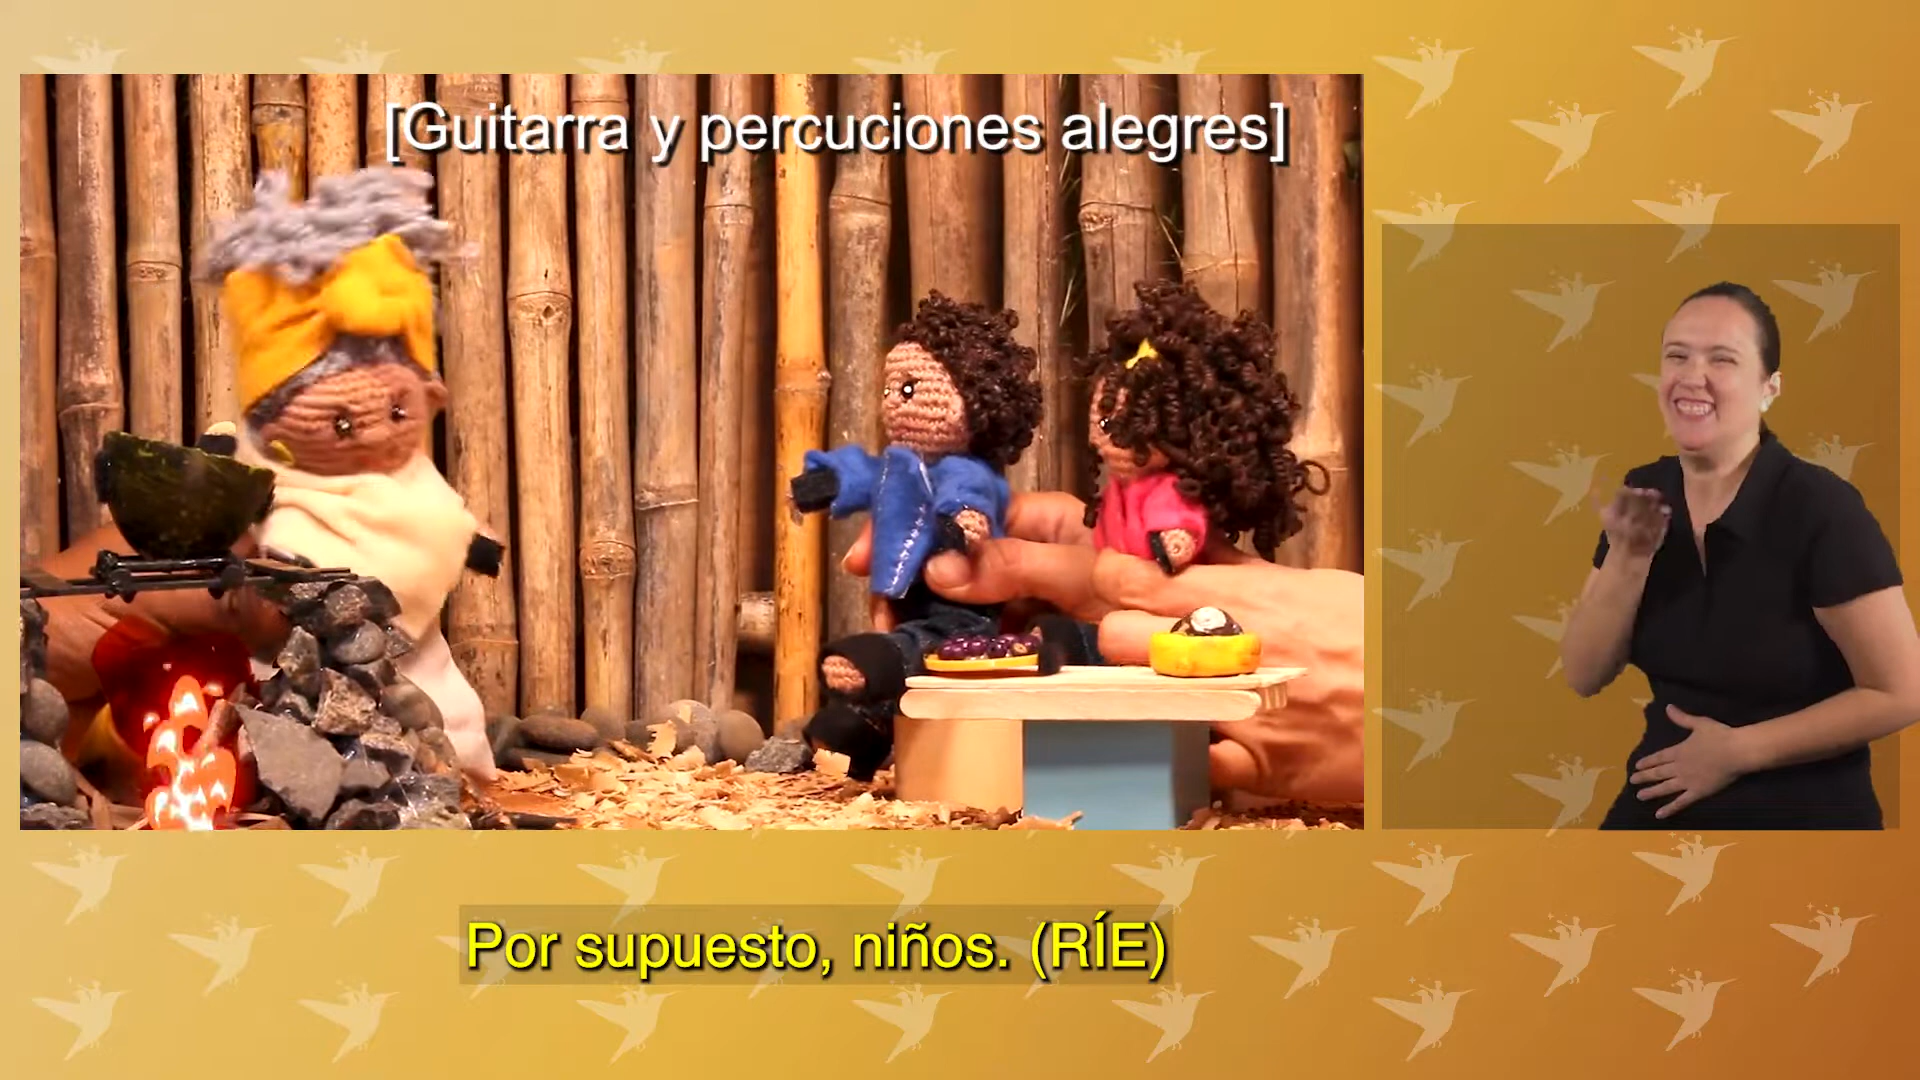 [Guitarra y percuciones alegres]
Por supuesto, niños. (RÍE)